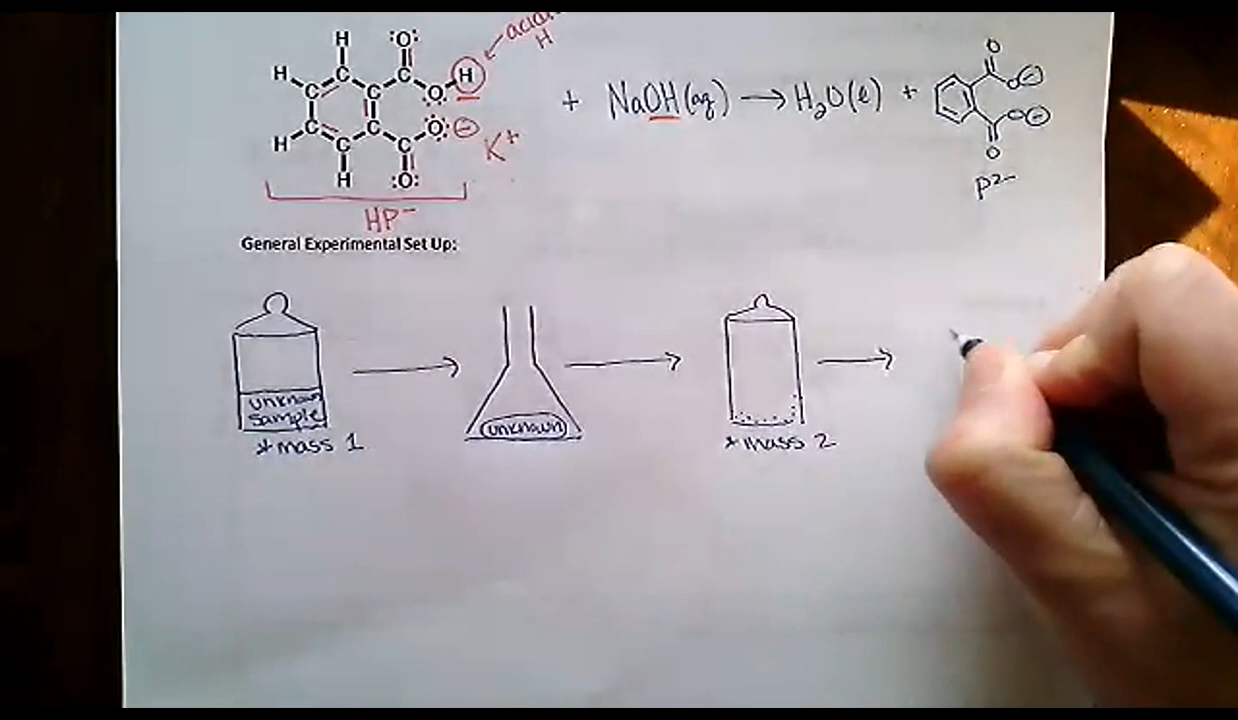 acidic
H
H
:O:
H
C
C
O
H
C
C
+ NaOH(aq) → H₂O(l) +
O
O⊖
C
C
O ⊖
K⁺
O⊖
H
C
C
O
H
:O:
P²⁻
HP⁻
General Experimental Set Up:
unknown
sample
unknown
*mass 1
*mass 2